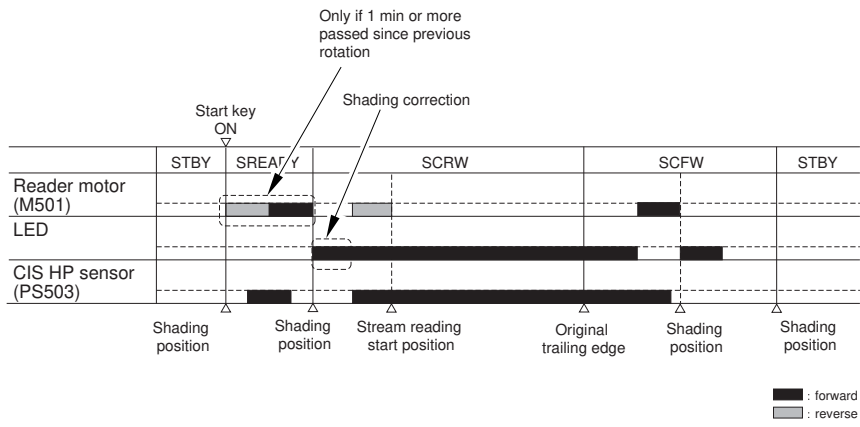 Only if 1 min or more
passed since previous
rotation
Shading correction
Start key
ON
STBY SREADY SCRW SCFW STBY
Reader motor
(M501)
LED
CIS HP sensor
(PS503)
Shading
position
Shading
position
Stream reading
start position
Original
trailing edge
Shading
position
Shading
position
: forward
: reverse